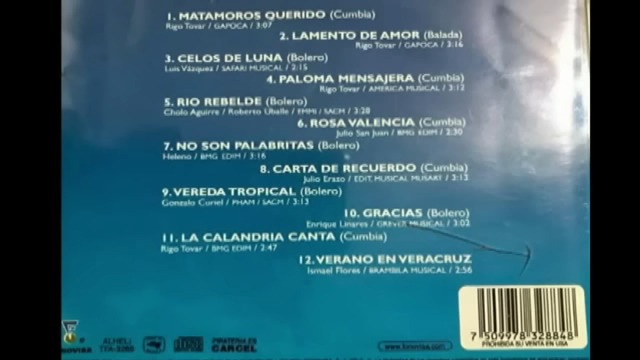 1. MATAMOROS QUERIDO (Cumbia)
Rigo Tovar / GAPOCA / 3:07
2. LAMENTO DE AMOR (Balada)
Rigo Tovar / GAPOCA / 3:16
3. CELOS DE LUNA (Bolero)
Luis Vázquez / SAFARI MUSICAL / 2:15
4. PALOMA MENSAJERA (Cumbia)
Rigo Tovar / AMERICA MUSICAL / 3:12
5. RIO REBELDE (Bolero)
Cholo Aguirre / Roberto Uballe / EMMI / SACM / 3:28
6. ROSA VALENCIA (Cumbia)
Julio San Juan / BMG EDIM / 2:30
7. NO SON PALABRITAS (Bolero)
Heleno / BMG EDIM / 3:16
8. CARTA DE RECUERDO (Cumbia)
Julio Erazo / EDIT. MUSICAL MUSART / 3:13
9. VEREDA TROPICAL (Bolero)
Gonzalo Curiel / PHAM / SACM / 3:13
10. GRACIAS (Bolero)
Enrique Linares / GREVER MUSICAL / 3:02
11. LA CALANDRIA CANTA (Cumbia)
Rigo Tovar / BMG EDIM / 2:47
12. VERANO EN VERACRUZ
Ismael Flores / BRAMBILA MUSICAL / 2:56
ALHELI
PIRATERIA ES
CARCEL
7 509978 328848
PROHIBIDA SU VENTA EN USA